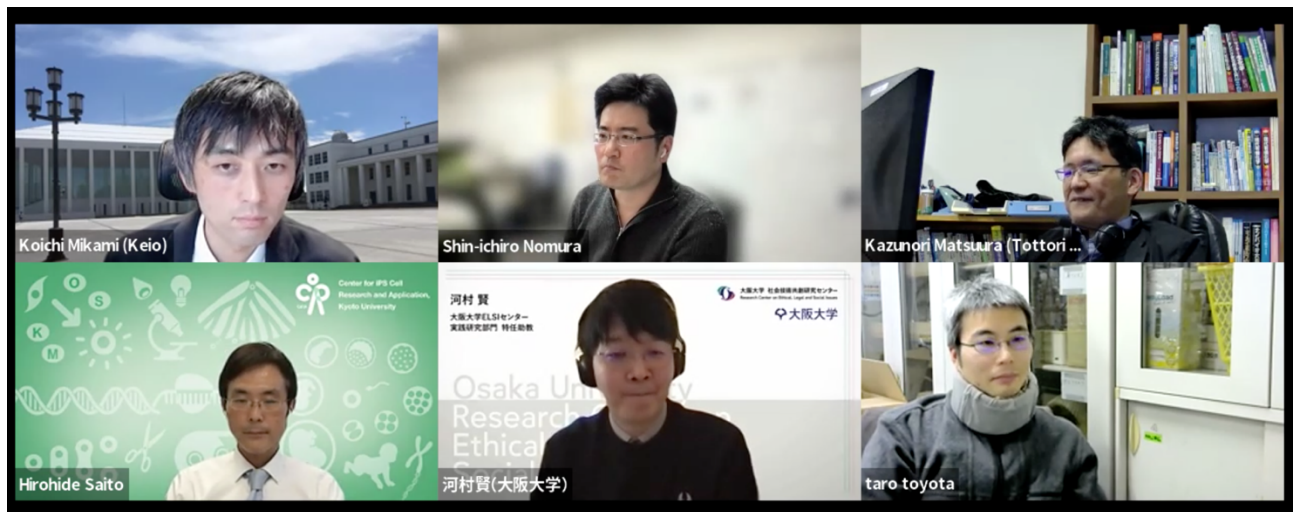 Koichi Mikami (Keio)
Shin-ichiro Nomura
Kazunori Matsuura (Tottori ...
O
S
K
M
Center for iPS Cell
Research and Application,
Kyoto University
Hirohide Saito
河村 賢
大阪大学ELSIセンター
実践研究部門 特任助教
大阪大学 社会技術共創研究センター
Research Center on Ethical, Legal and Social Issues
大阪大学
Osaka
Research
Ethical
河村賢(大阪大学)
taro toyota